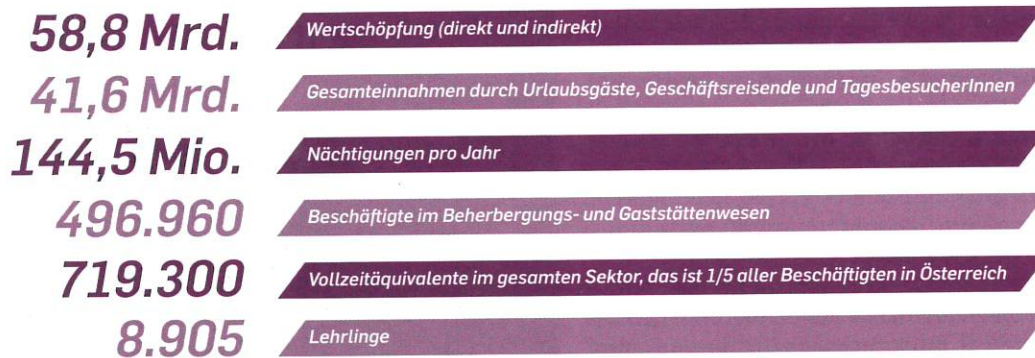 58,8 Mrd. Wertschöpfung (direkt und indirekt)
41,6 Mrd. Gesamteinnahmen durch Urlaubsgäste, Geschäftsreisende und TagesbesucherInnen
144,5 Mio. Nächtigungen pro Jahr
496.960 Beschäftigte im Beherbergungs- und Gaststättenwesen
719.300 Vollzeitäquivalente im gesamten Sektor, das ist 1/5 aller Beschäftigten in Österreich
8.905 Lehrlinge